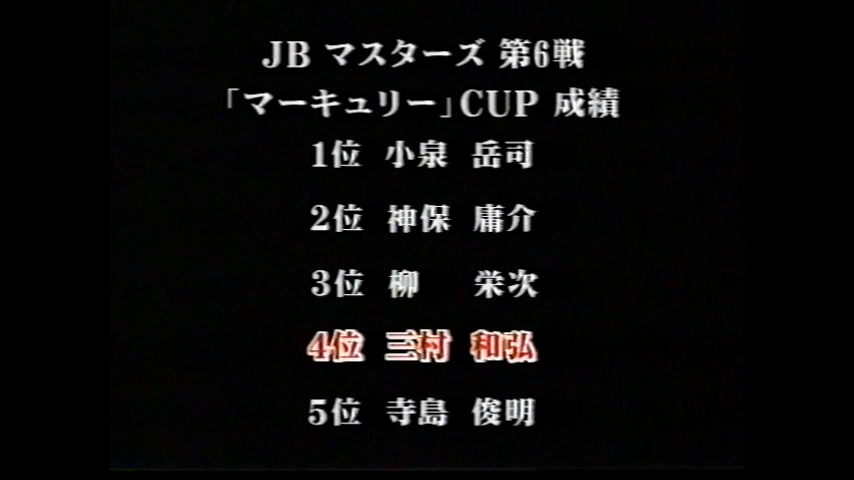 JB マスターズ 第6戦
「マーキュリー」CUP 成績
1位 小泉 岳司
2位 神保 庸介
3位 柳 栄次
4位 三村 和弘
5位 寺島 俊明